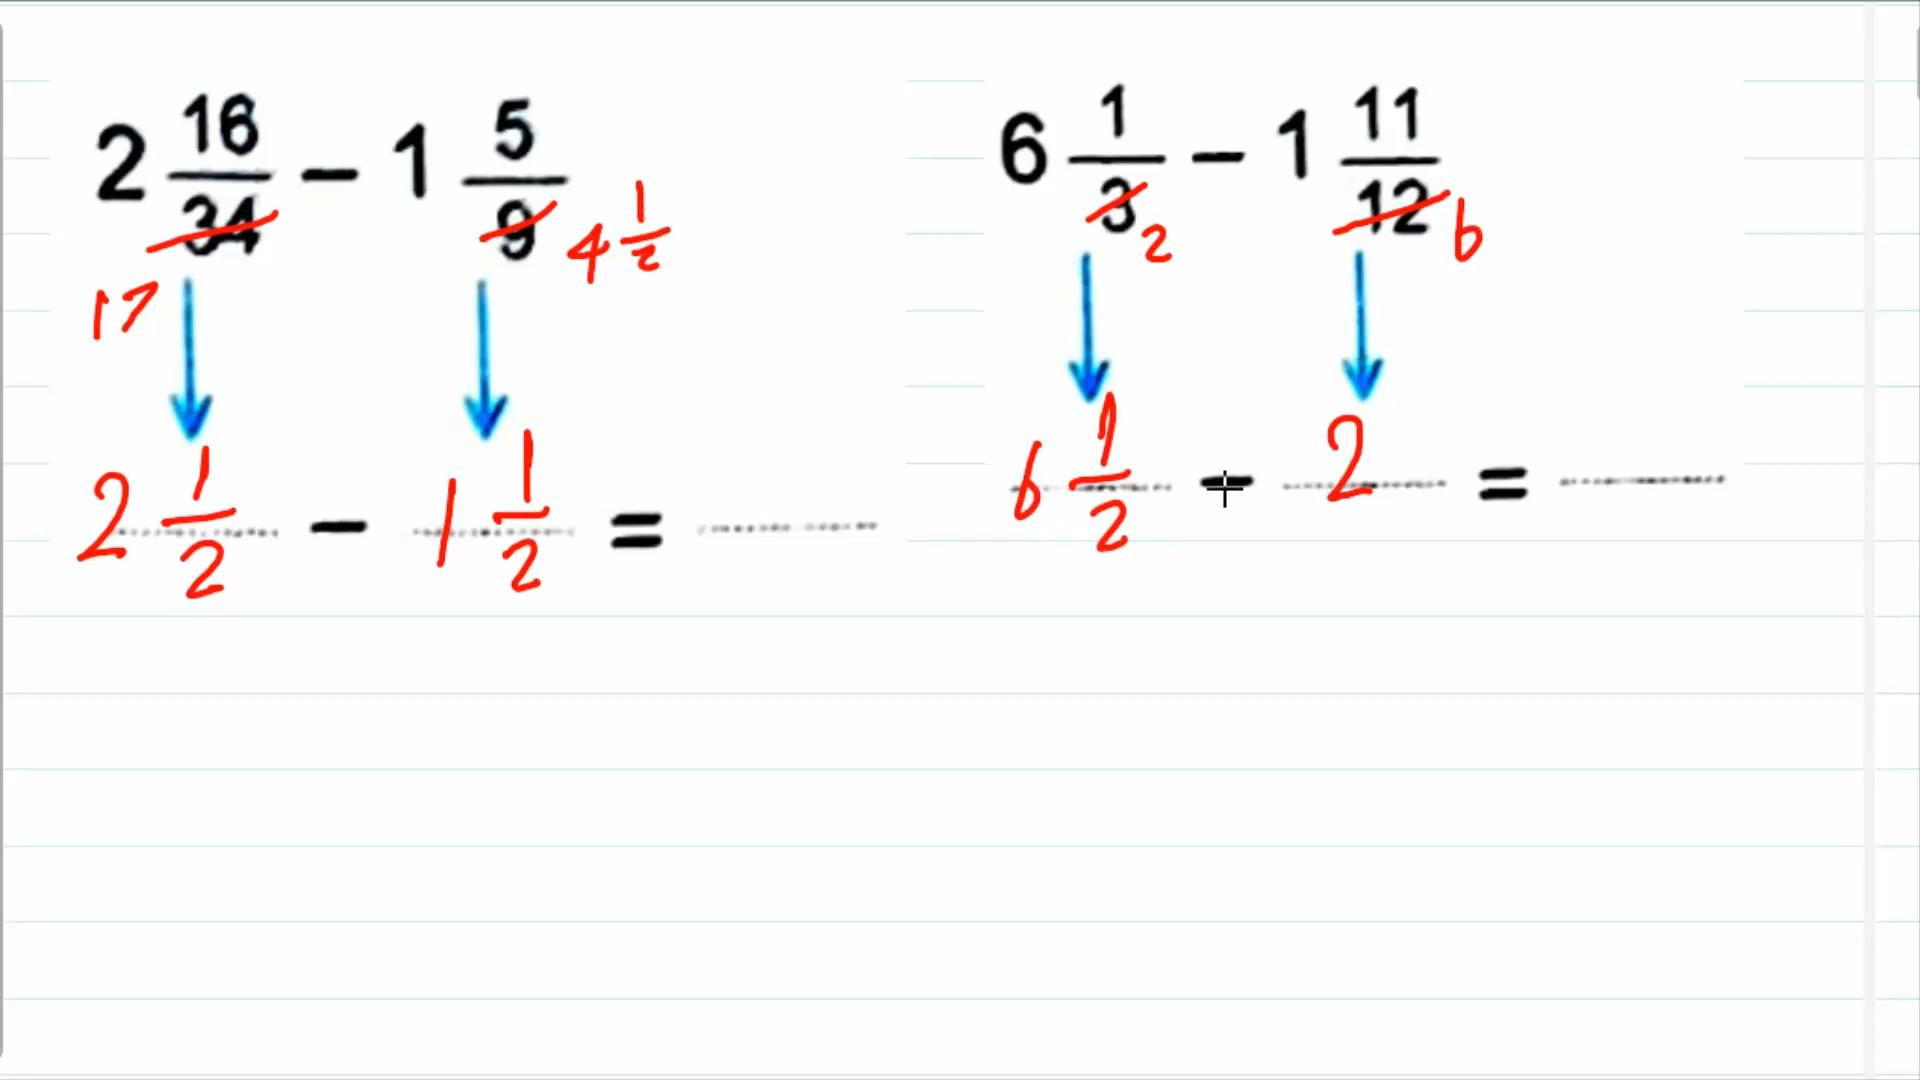 2 16/34 - 1 5/9
17
4 1/2
2 1/2 - 1 1/2 =
6 1/3 - 1 11/12
2
6
6 1/2 - 2 =